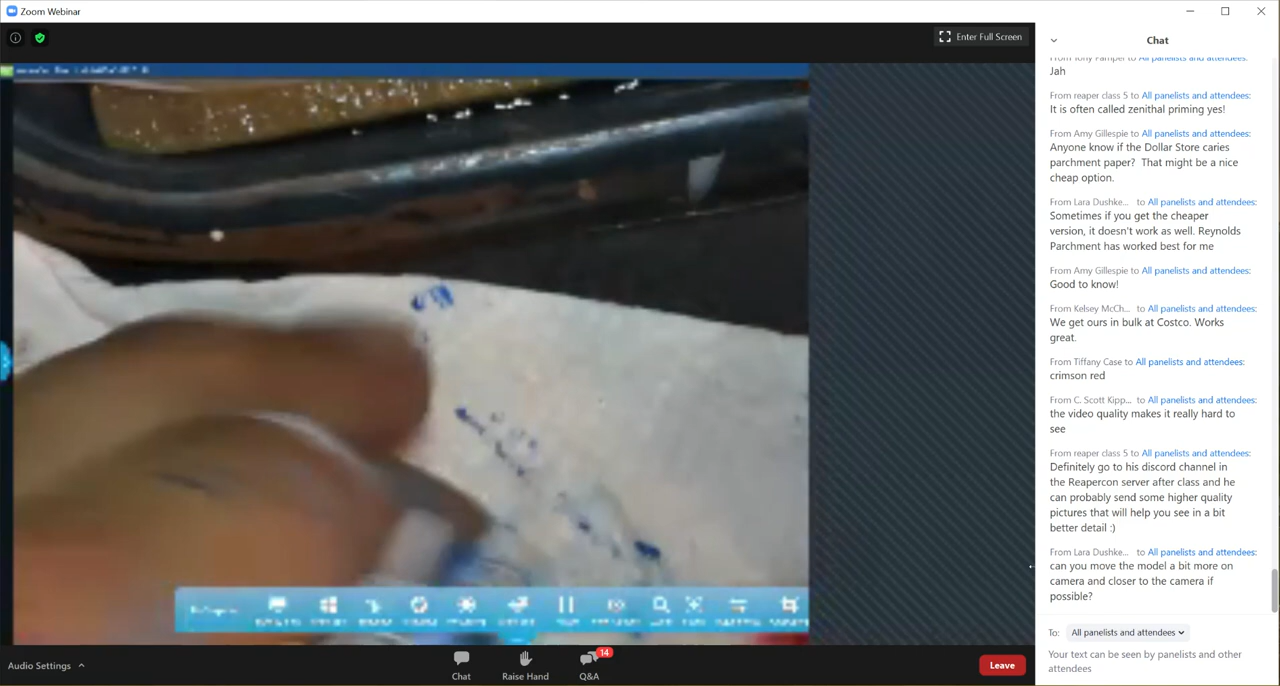 Zoom Webinar
Enter Full Screen
Chat
From Tony Pamper to All panelists and attendees:
Jah
From reaper class 5 to All panelists and attendees:
It is often called zenithal priming yes!
From Amy Gillespie to All panelists and attendees:
Anyone know if the Dollar Store caries
parchment paper? That might be a nice
cheap option.
From Lara Dushke... to All panelists and attendees:
Sometimes if you get the cheaper
version, it doesn't work as well. Reynolds
Parchment has worked best for me
From Amy Gillespie to All panelists and attendees:
Good to know!
From Kelsey McCh... to All panelists and attendees:
We get ours in bulk at Costco. Works
great.
From Tiffany Case to All panelists and attendees:
crimson red
From C. Scott Kipp... to All panelists and attendees:
the video quality makes it really hard to
see
From reaper class 5 to All panelists and attendees:
Definitely go to his discord channel in
the Reapercon server after class and he
can probably send some higher quality
pictures that will help you see in a bit
better detail :)
From Lara Dushke... to All panelists and attendees:
can you move the model a bit more on
camera and closer to the camera if
possible?
To: All panelists and attendees
Your text can be seen by panelists and other
attendees
Audio Settings
Chat
Raise Hand
14
Q&A
Leave